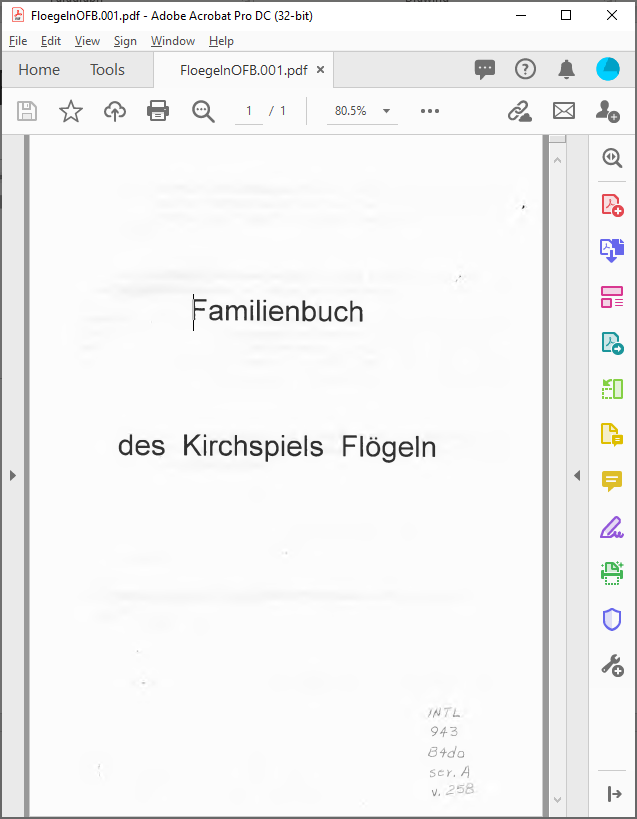 FloegelnOFB.001.pdf - Adobe Acrobat Pro DC (32-bit)
File Edit View Sign Window Help
Home Tools FloegelnOFB.001.pdf ×
1 / 1 80.5%
Familienbuch
des Kirchspiels Flögeln
INTL
943
B4da
ser. A
v. 258